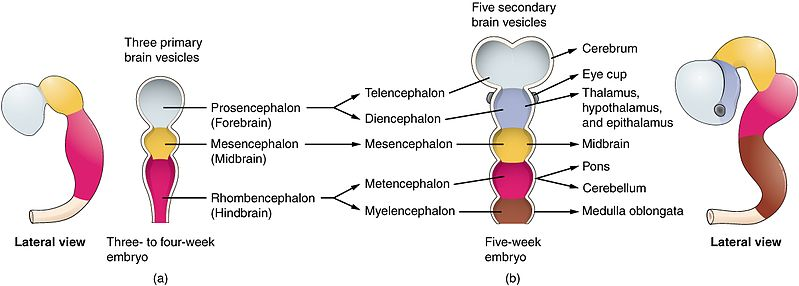 Three primary
brain vesicles
Prosencephalon
(Forebrain)
Mesencephalon
(Midbrain)
Rhombencephalon
(Hindbrain)
Lateral view
Three- to four-week
embryo
(a)
Five secondary
brain vesicles
Telencephalon
Diencephalon
Mesencephalon
Metencephalon
Myelencephalon
Cerebrum
Eye cup
Thalamus,
hypothalamus,
and epithalamus
Midbrain
Pons
Cerebellum
Medulla oblongata
Five-week
embryo
(b)
Lateral view